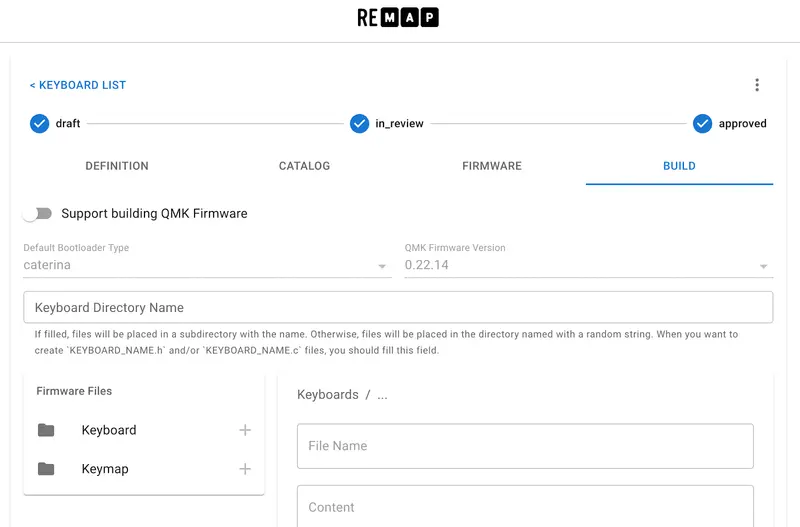 REMAP
< KEYBOARD LIST
draft
in_review
approved
DEFINITION
CATALOG
FIRMWARE
BUILD
Support building QMK Firmware
Default Bootloader Type
caterina
QMK Firmware Version
0.22.14
Keyboard Directory Name
If filled, files will be placed in a subdirectory with the name. Otherwise, files will be placed in the directory named with a random string. When you want to
create `KEYBOARD_NAME.h` and/or `KEYBOARD_NAME.c` files, you should fill this field.
Firmware Files
Keyboard
Keymap
Keyboards / ...
File Name
Content